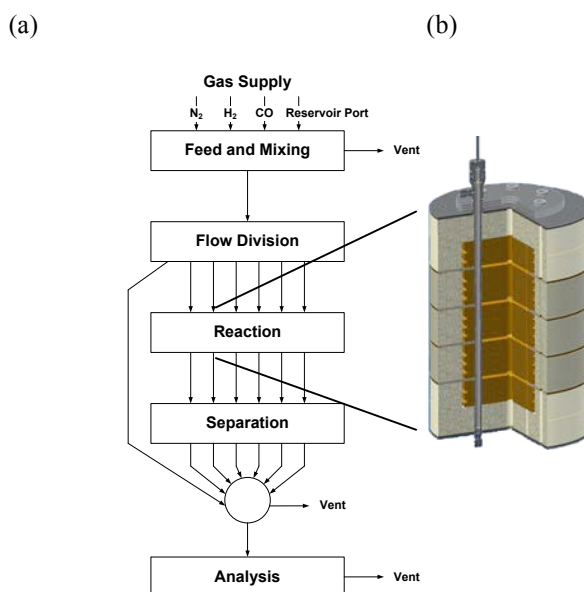 (a)
(b)
Gas Supply
N₂ H₂ CO Reservoir Port
Feed and Mixing
Vent
Flow Division
Reaction
Separation
Vent
Analysis
Vent